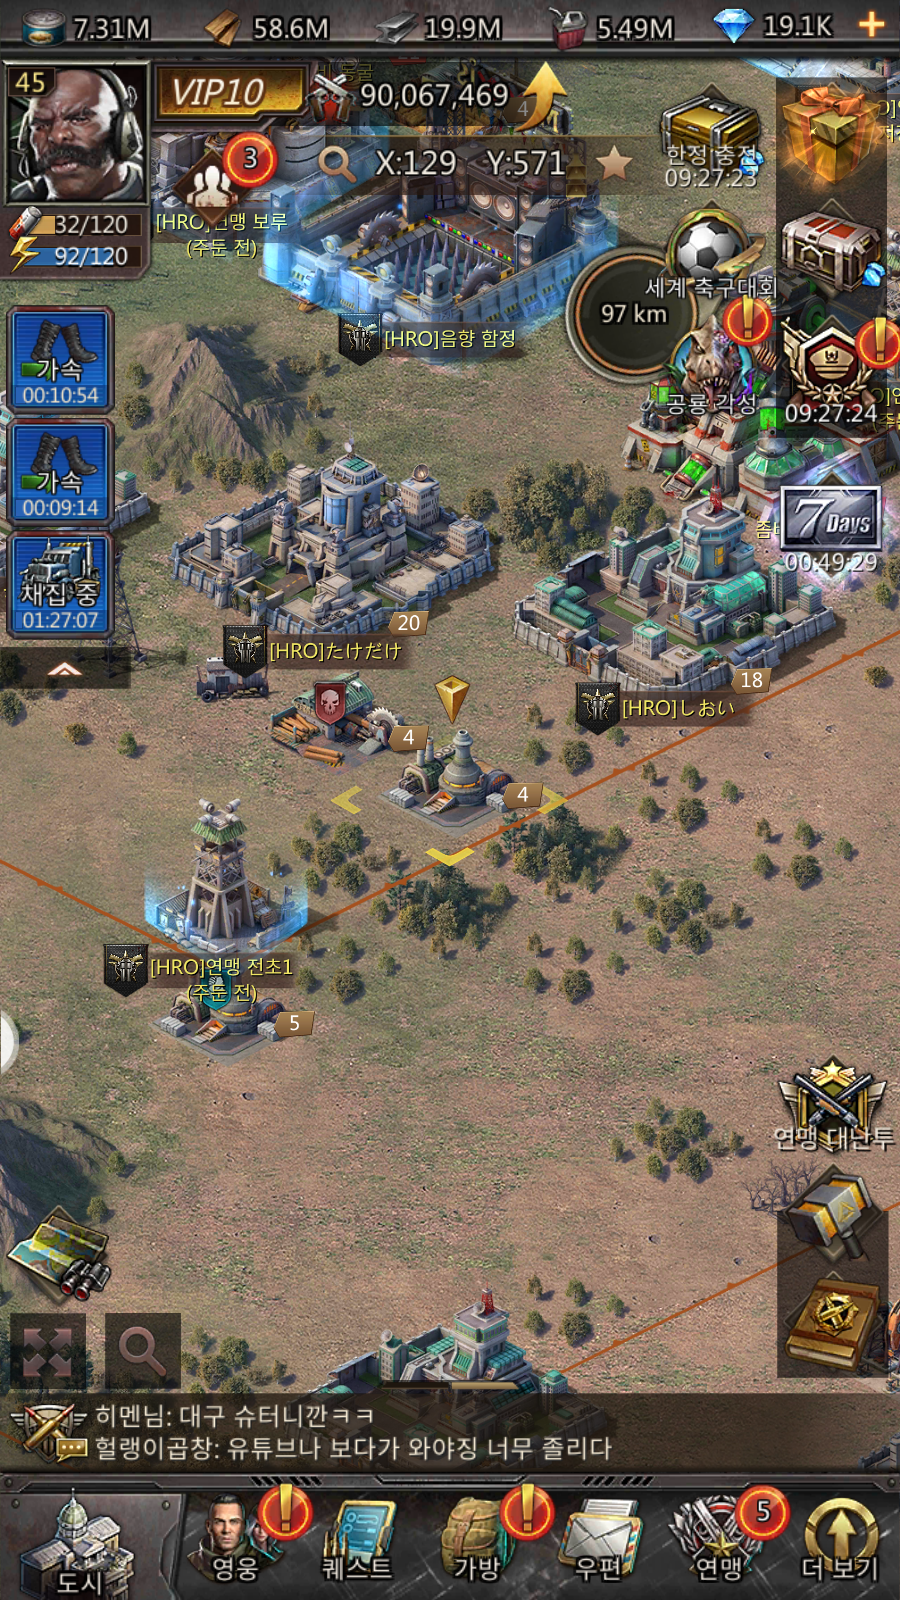 7.31M 58.6M 19.9M 5.49M 19.1K
45
VIP10
90,067,469
4
3
X:129 Y:571
한정 충전
09:27:23
32/120
92/120
[HRO]연맹 보루
(주둔 전)
세계 축구대회
97 km
[HRO]음향 함정
가속
00:10:54
공룡 각성
09:27:24
가속
00:09:14
7 Days
00:49:29
채집 중
01:27:07
20
[HRO]たけだけ
18
[HRO]しおい
4
4
[HRO]연맹 전초1
(주둔 전)
5
연맹 대난투
히멘님: 대구 슈터니깐ㅋㅋ
헐랭이곱창: 유튜브나 보다가 와야징 너무 졸리다
5
도시 영웅 퀘스트 가방 우편 연맹 더 보기